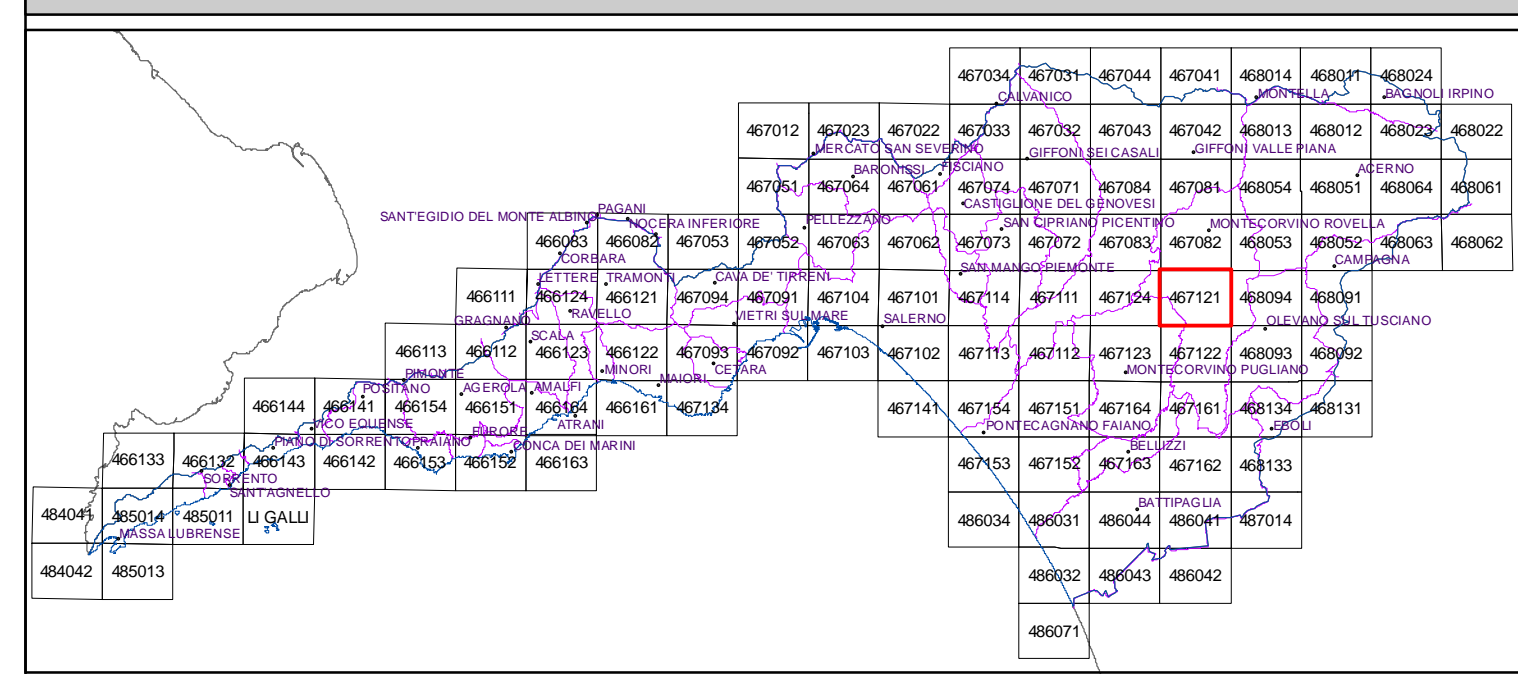 467034 467031 467044 467041 468014 468011 468024
CALVANICO MONTELLA BAGNOLI IRPINO
467012 467023 467022 467033 467032 467043 467042 468013 468012 468023 468022
MERCATO SAN SEVERINO GIFFONI SEI CASALI GIFFONI VALLE PIANA
BARONISSI FISCIANO ACERNO
467051 467064 467061 467074 467071 467084 467081 468054 468051 468064 468061
CASTIGLIONE DEL GENOVESI
SANT'EGIDIO DEL MONTE ALBINO PAGANI
NOCERA INFERIORE PELLEZZANO SAN CIPRIANO PICENTINO MONTECORVINO ROVELLA
466083 466082 467053 467052 467063 467062 467073 467072 467083 467082 468053 468052 468063 468062
CORBARA CAMPAGNA
LETTERE TRAMONTI CAVA DE' TIRRENI SAN MANGO PIEMONTE
466111 466124 466121 467094 467091 467104 467101 467114 467111 467124 467121 468094 468091
RAVELLO
GRAGNANO VIETRI SUL MARE SALERNO OLEVANO SUL TUSCIANO
SCALA
466113 466112 466123 466122 467093 467092 467103 467102 467113 467112 467123 467122 468093 468092
PIMONTE MINORI CETARA MONTECORVINO PUGLIANO
POSITANO AGEROLA AMALFI MAIORI
466144 466141 466154 466151 466164 466161 467134 467141 467154 467151 467164 467161 468134 468131
VICO EQUENSE ATRANI PONTECAGNANO FAIANO EBOLI
PIANO DI SORRENTO PRAIANO FURORE CONCA DEI MARINI BELLIZZI
466133 466132 466143 466142 466153 466152 466163 467153 467152 467163 467162 468133
SORRENTO
SANT'AGNELLO
BATTIPAGLIA
484041 485014 485011 LI GALLI 486034 486031 486044 486041 487014
MASSA LUBRENSE
484042 485013 486032 486043 486042
486071